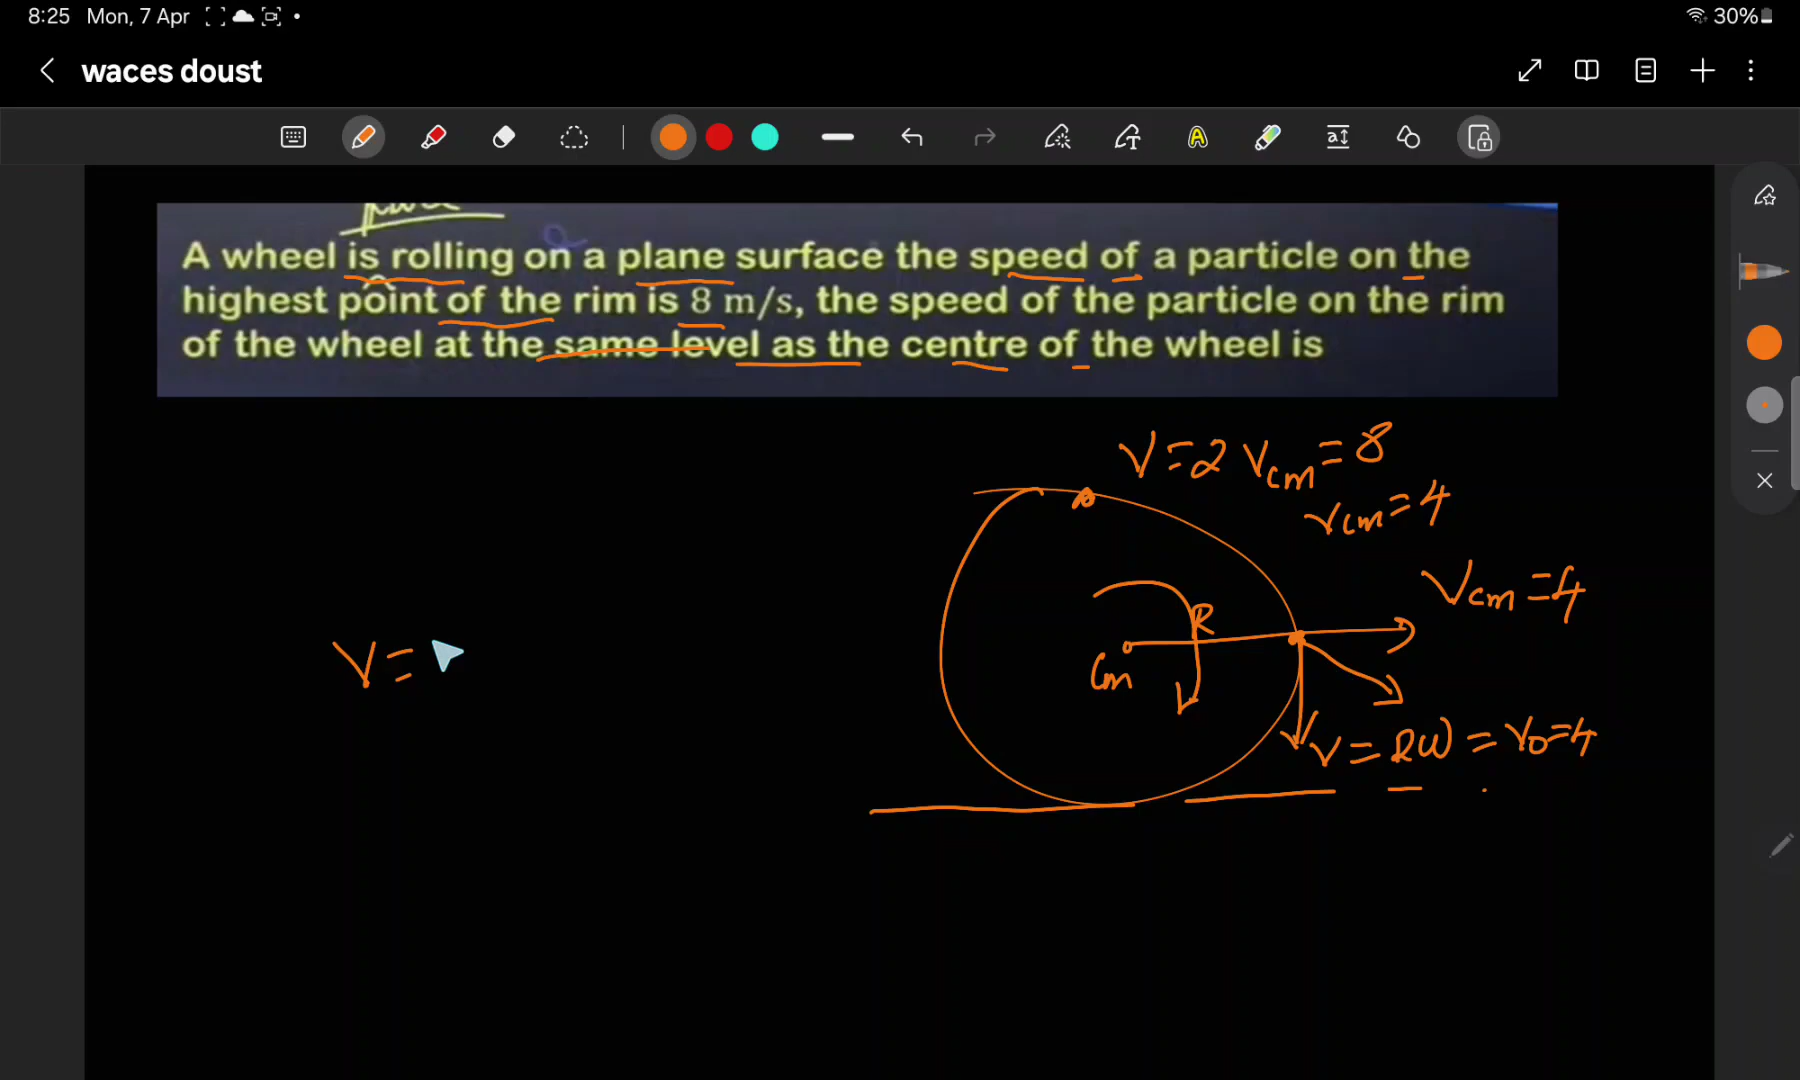 8:25 Mon, 7 Apr
30%
waces doust
A wheel is rolling on a plane surface the speed of a particle on the
highest point of the rim is 8 m/s, the speed of the particle on the rim
of the wheel at the same level as the centre of the wheel is
V=2 Vcm=8
Vcm=4
Vcm=4
R
Cm
V=
V=RW=V0=4